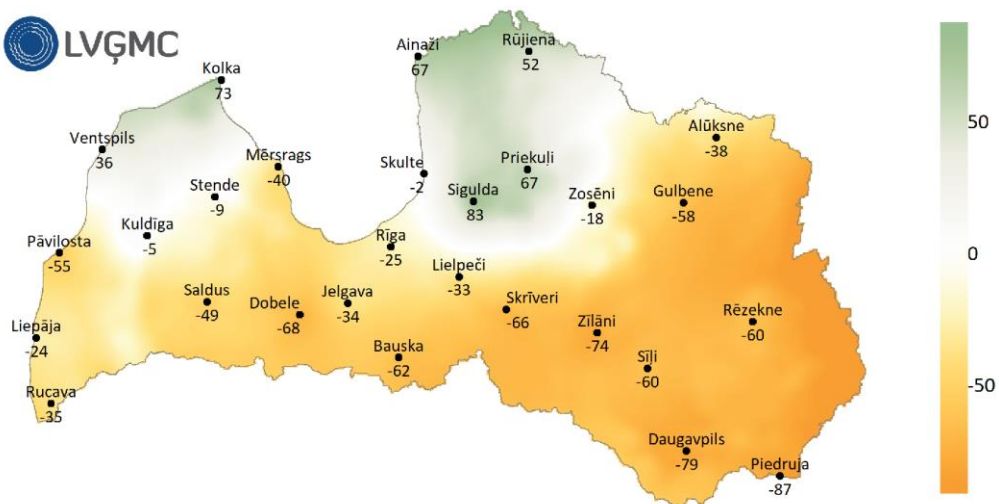 LVĢMC
Ainaži
67
Rūjiena
52
Kolka
73
Ventspils
36
Mērsrags
-40
Stende
-9
Skulte
-2
Priekuļi
67
Sigulda
83
Zosēni
-18
Alūksne
-38
Gulbene
-58
Kuldīga
-5
Pāvilosta
-55
Rīga
-25
Lielpeči
-33
Saldus
-49
Dobele
-68
Jelgava
-34
Skrīveri
-66
Zīlāni
-74
Rēzekne
-60
Liepāja
-24
Bauska
-62
Sīļi
-60
Rucava
-35
Daugavpils
-79
Piedruja
-87
50
0
-50